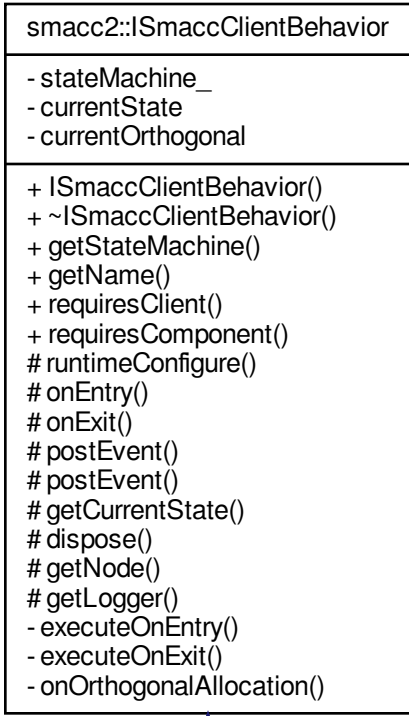 smacc2::ISmaccClientBehavior
- stateMachine_
- currentState
- currentOrthogonal
+ ISmaccClientBehavior()
+ ~ISmaccClientBehavior()
+ getStateMachine()
+ getName()
+ requiresClient()
+ requiresComponent()
# runtimeConfigure()
# onEntry()
# onExit()
# postEvent()
# postEvent()
# getCurrentState()
# dispose()
# getNode()
# getLogger()
- executeOnEntry()
- executeOnExit()
- onOrthogonalAllocation()